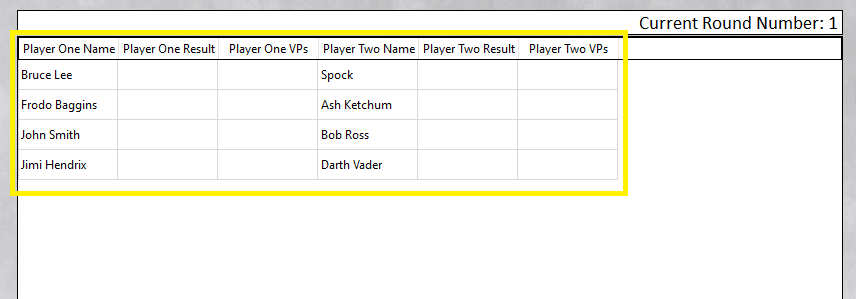 Current Round Number: 1
Player One Name Player One Result Player One VPs Player Two Name Player Two Result Player Two VPs
Bruce Lee Spock
Frodo Baggins Ash Ketchum
John Smith Bob Ross
Jimi Hendrix Darth Vader